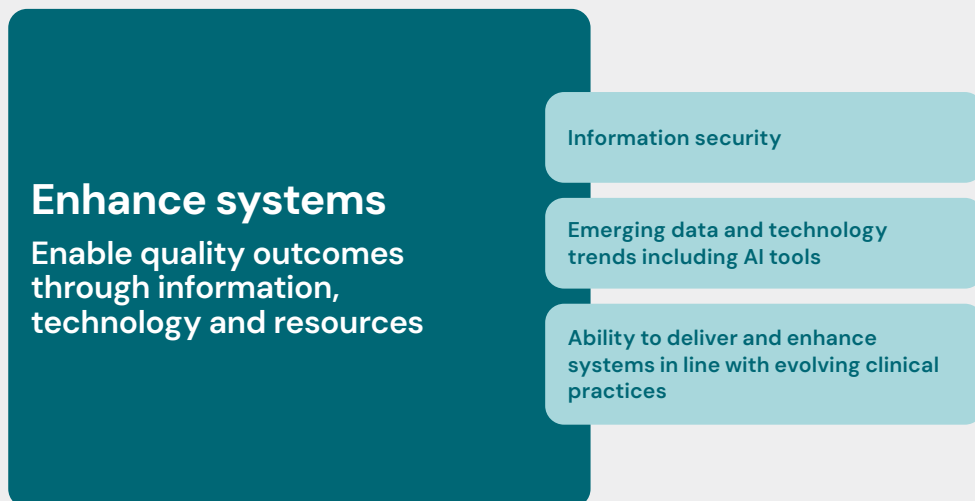 Enhance systems
Enable quality outcomes
through information,
technology and resources
Information security
Emerging data and technology
trends including AI tools
Ability to deliver and enhance
systems in line with evolving clinical
practices